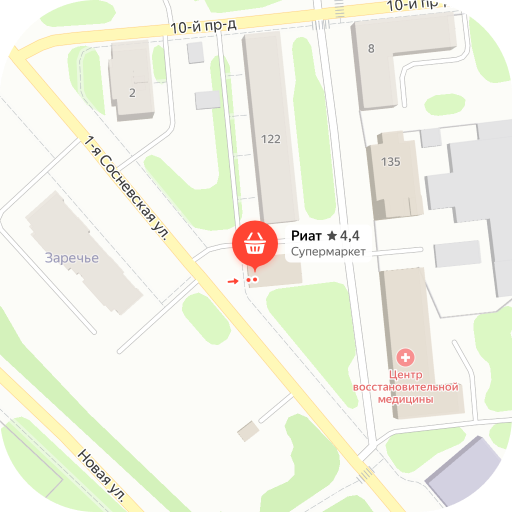 10-й пр-д
10-й пр-д
8
2
122
1-я Сосневская ул.
135
Риат ★ 4,4
Супермаркет
Заречье
Центр
восстановительной
медицины
Новая ул.